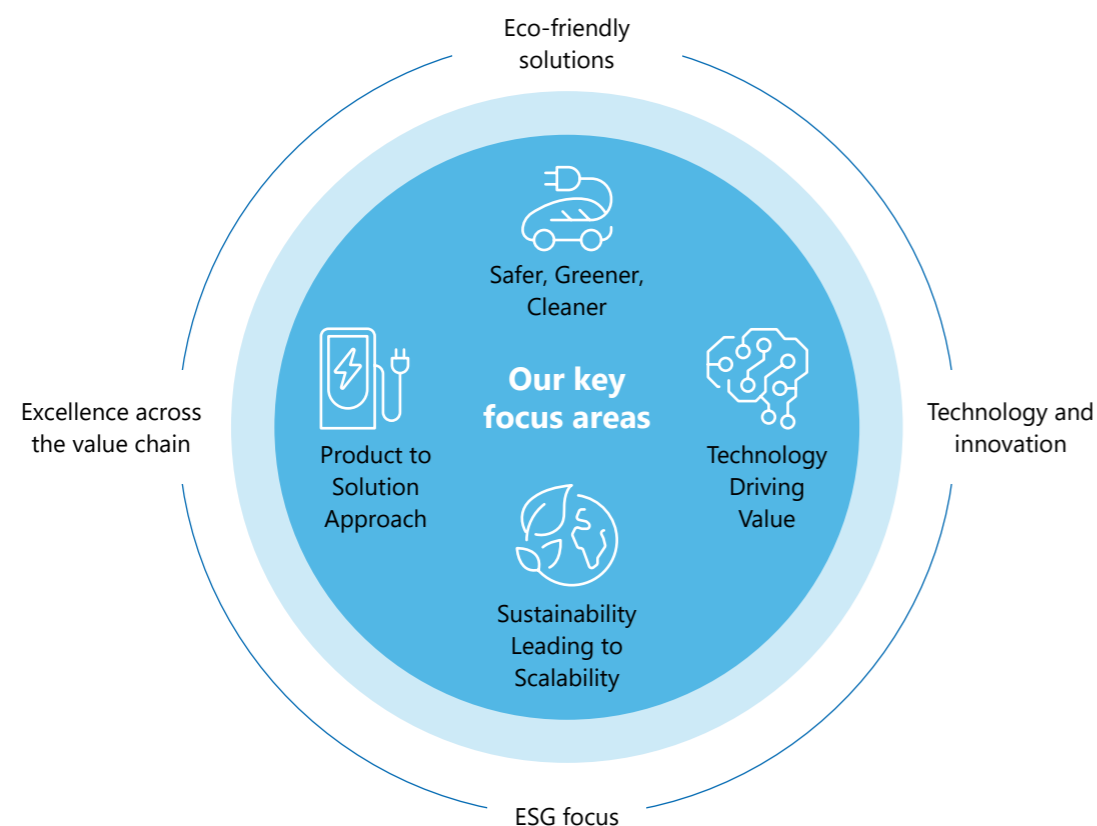 Eco-friendly
solutions
Safer, Greener,
Cleaner
Our key
focus areas
Excellence across
the value chain
Technology and
innovation
Product to
Solution
Approach
Technology
Driving
Value
Sustainability
Leading to
Scalability
ESG focus